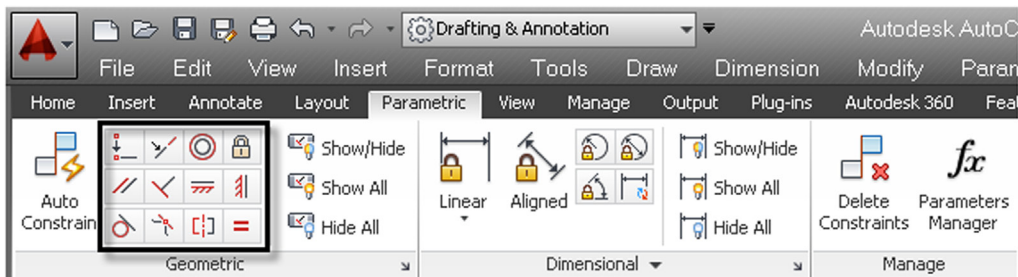 Drafting & Annotation
Autodesk AutoC
File Edit View Insert Format Tools Draw Dimension Modify Param
Home Insert Annotate Layout Parametric View Manage Output Plug-ins Autodesk 360 Feat
Auto
Constrain
Show/Hide
Show All
Hide All
Geometric
Linear
Aligned
Show/Hide
Show All
Hide All
Dimensional
Delete
Constraints
fx
Parameters
Manager
Manage